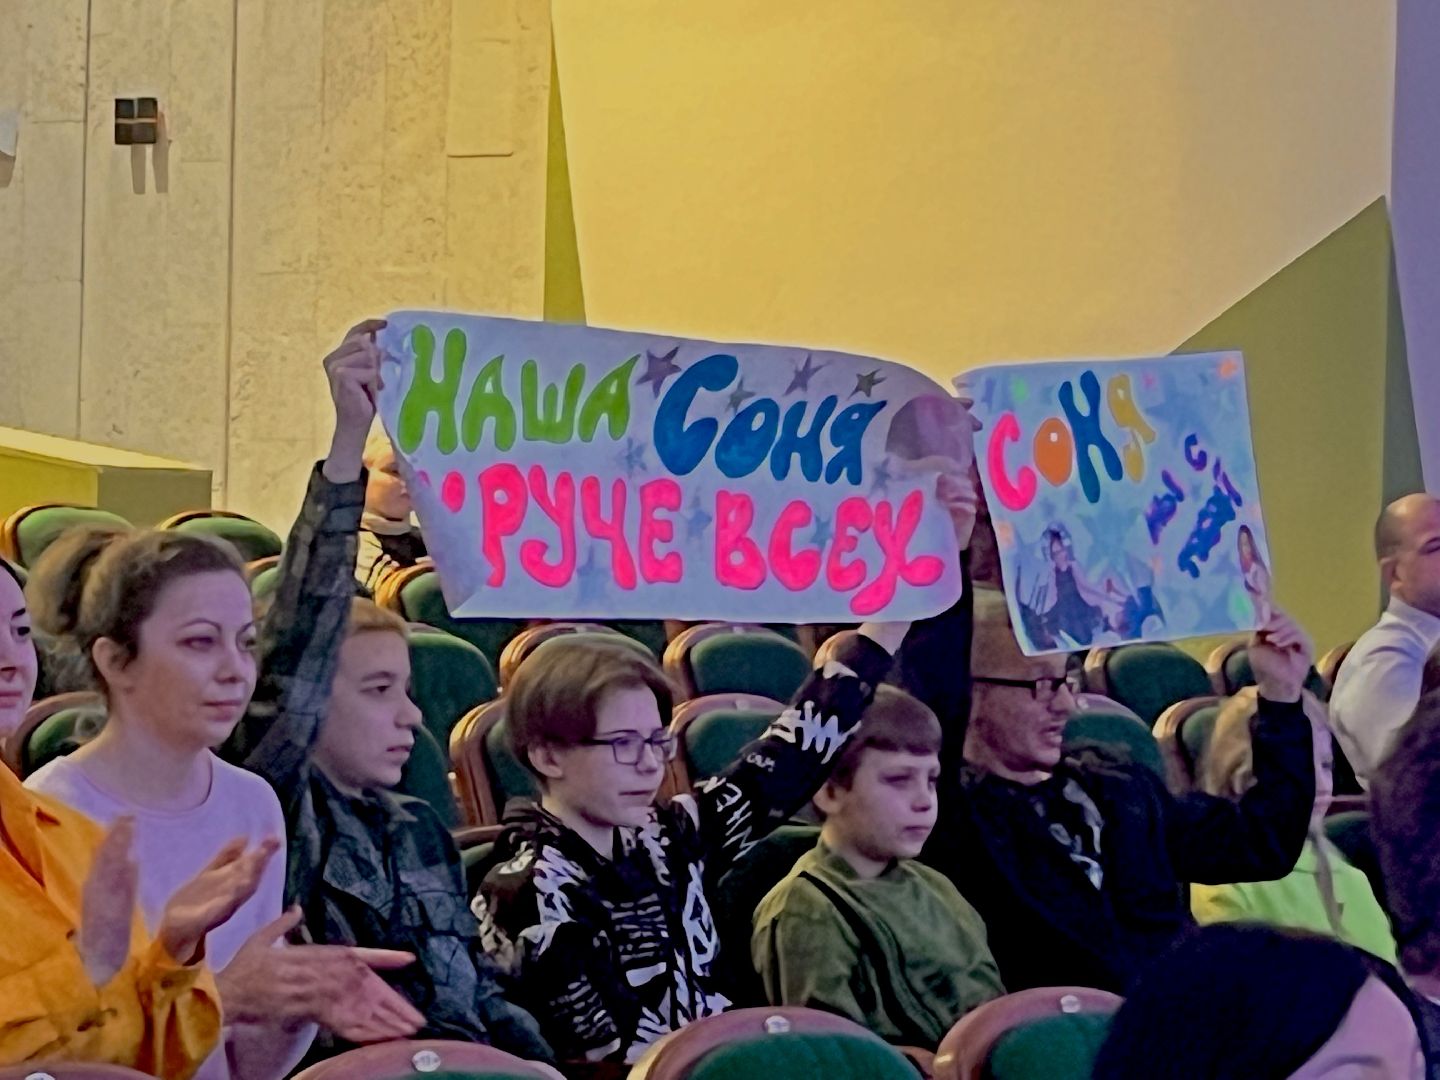 НАША СОНЯ
КРУЧЕ ВСЕХ
СОНЯ
МЫ С
ТОБОЙ